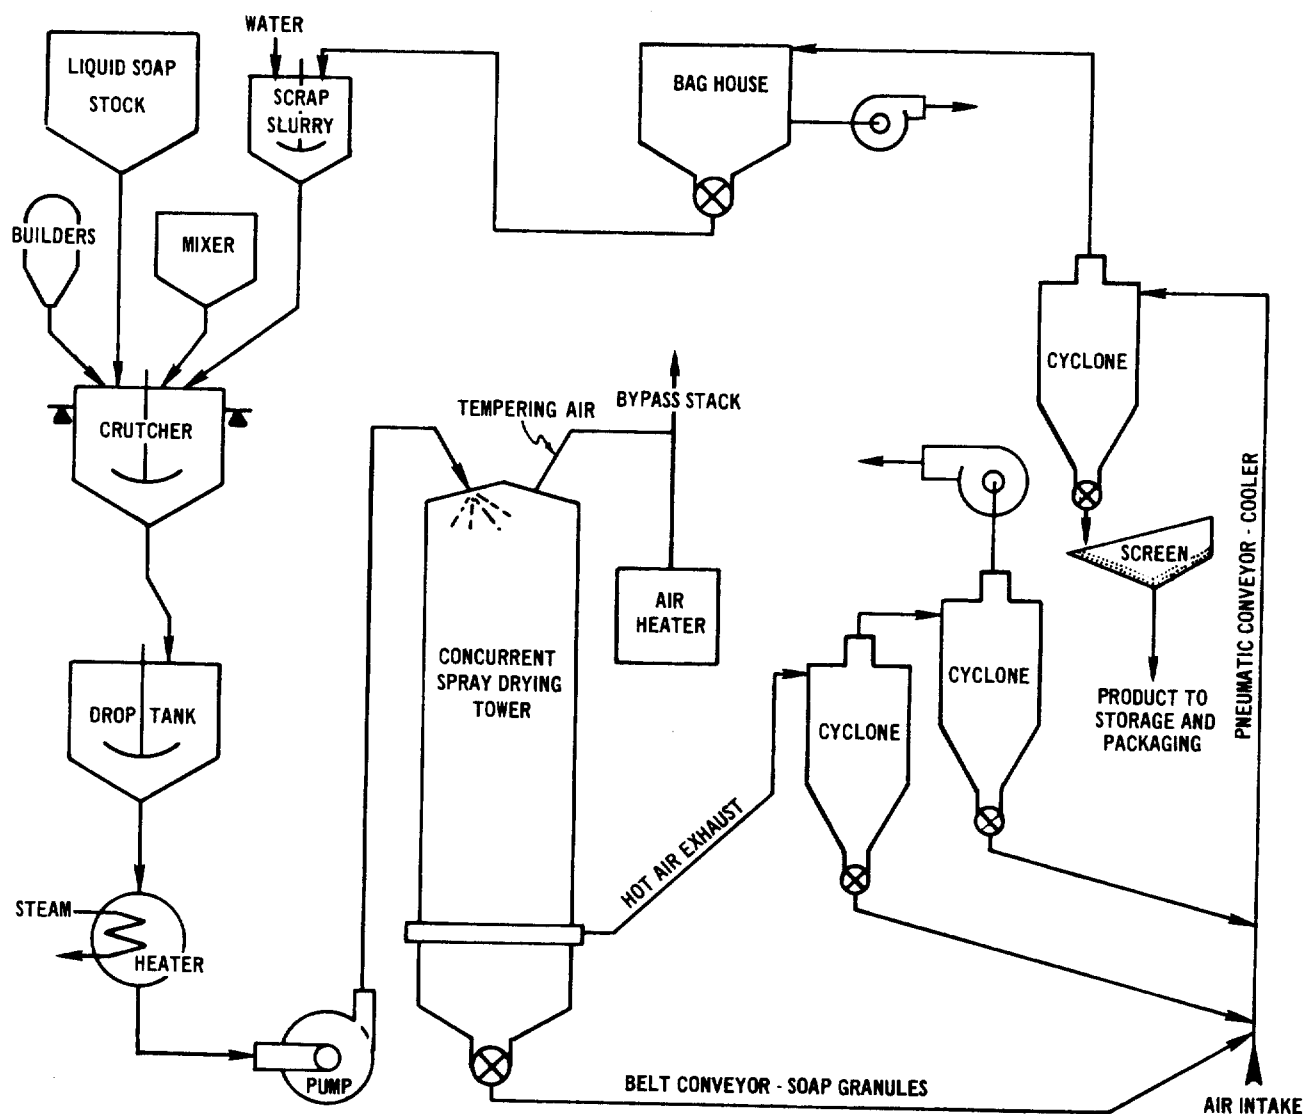 WATER
LIQUID SOAP
STOCK
SCRAP
SLURRY
BAG HOUSE
BUILDERS
MIXER
CYCLONE
CRUTCHER
TEMPERING AIR
BYPASS STACK
SCREEN
PNEUMATIC CONVEYOR - COOLER
AIR
HEATER
CONCURRENT
SPRAY DRYING
TOWER
CYCLONE
CYCLONE
PRODUCT TO
STORAGE AND
PACKAGING
DROP TANK
HOT AIR EXHAUST
STEAM
HEATER
PUMP
BELT CONVEYOR - SOAP GRANULES
AIR INTAKE